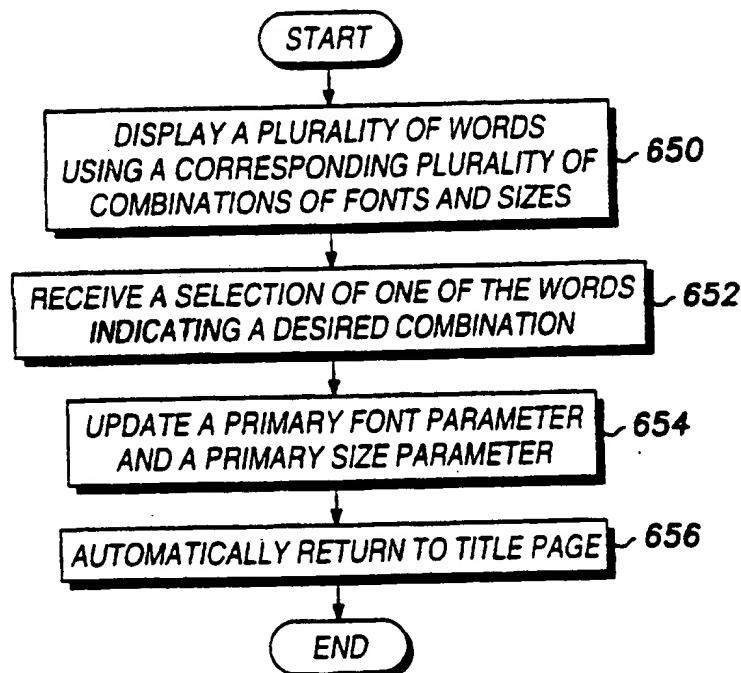 START
DISPLAY A PLURALITY OF WORDS
USING A CORRESPONDING PLURALITY OF
COMBINATIONS OF FONTS AND SIZES
650
RECEIVE A SELECTION OF ONE OF THE WORDS
INDICATING A DESIRED COMBINATION
652
UPDATE A PRIMARY FONT PARAMETER
AND A PRIMARY SIZE PARAMETER
654
AUTOMATICALLY RETURN TO TITLE PAGE
656
END